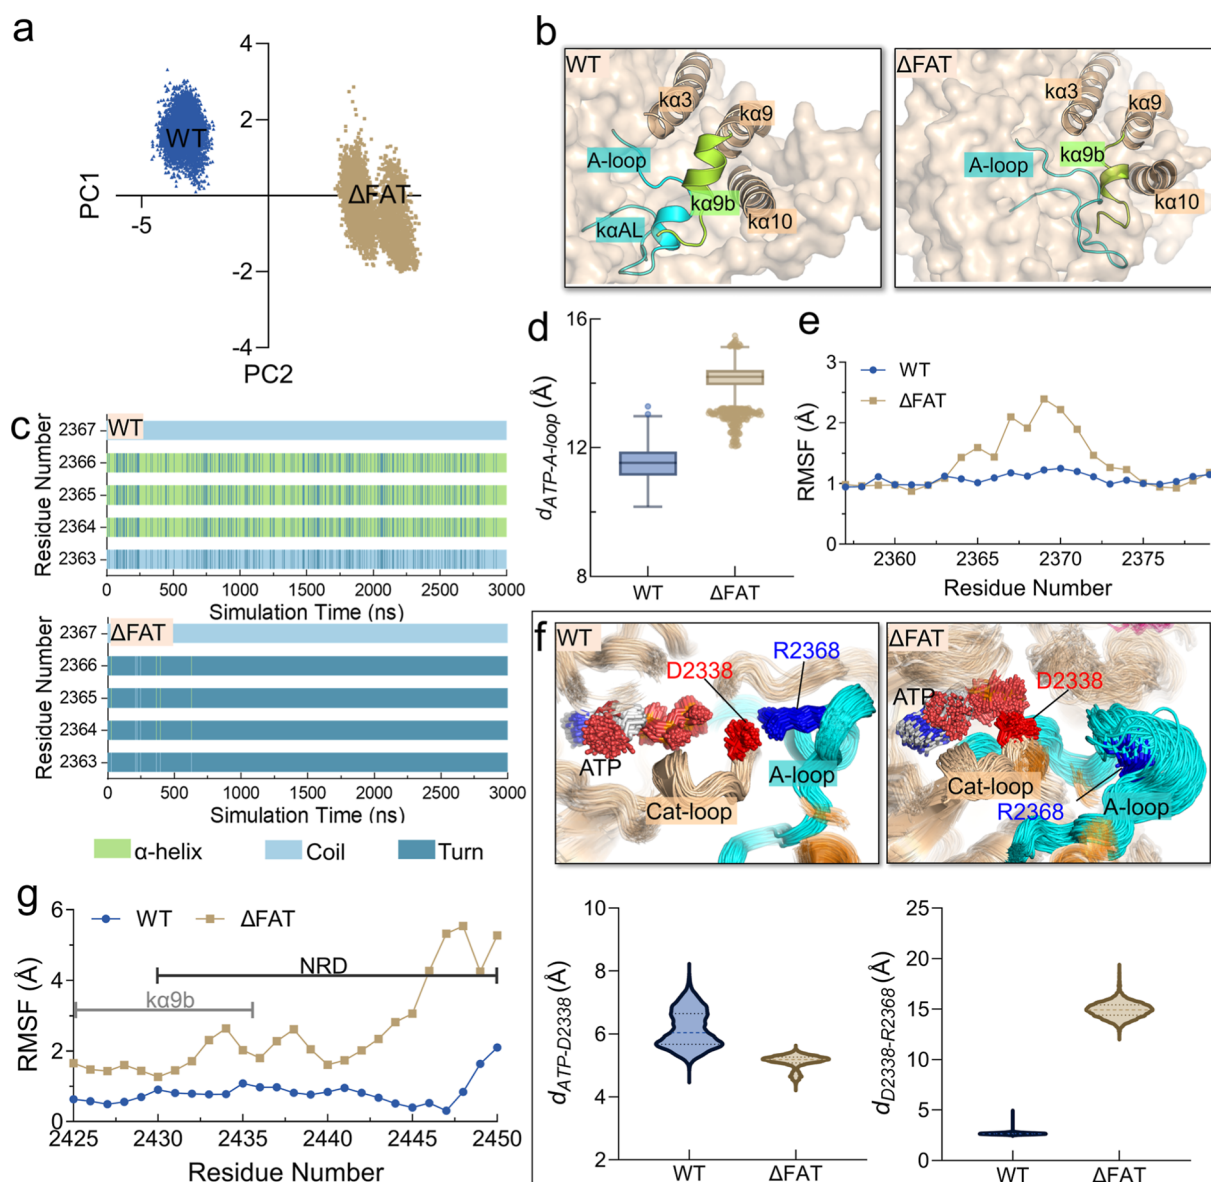 a
4
2
-2
-4
-5
WT
ΔFAT
PC1
PC2
b
WT
kα3
kα9
A-loop
kα9b
kαAL
kα10
ΔFAT
kα3
kα9
kα9b
A-loop
kα10
c
WT
Residue Number
2367
2366
2365
2364
2363
0 500 1000 1500 2000 2500 3000
Simulation Time (ns)
ΔFAT
Residue Number
2367
2366
2365
2364
2363
0 500 1000 1500 2000 2500 3000
Simulation Time (ns)
α-helix Coil Turn
d
dATP-A-loop (Å)
16
12
8
WT ΔFAT
e
RMSF (Å)
3
2
1
0
WT
ΔFAT
2360 2365 2370 2375
Residue Number
f
WT
R2368
D2338
ATP
A-loop
Cat-loop
ΔFAT
D2338
ATP
Cat-loop
R2368
A-loop
dATP-D2338 (Å)
10
8
6
4
2
WT ΔFAT
dD2338-R2368 (Å)
25
20
15
10
5
0
WT ΔFAT
g
RMSF (Å)
6
4
2
0
WT ΔFAT
NRD
kα9b
2425 2430 2435 2440 2445 2450
Residue Number